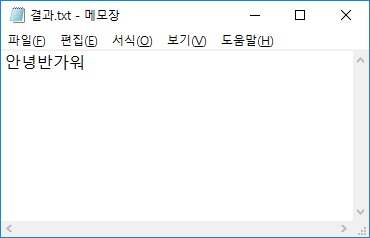 결과.txt - 메모장
파일(F) 편집(E) 서식(O) 보기(V) 도움말(H)
안녕반가워